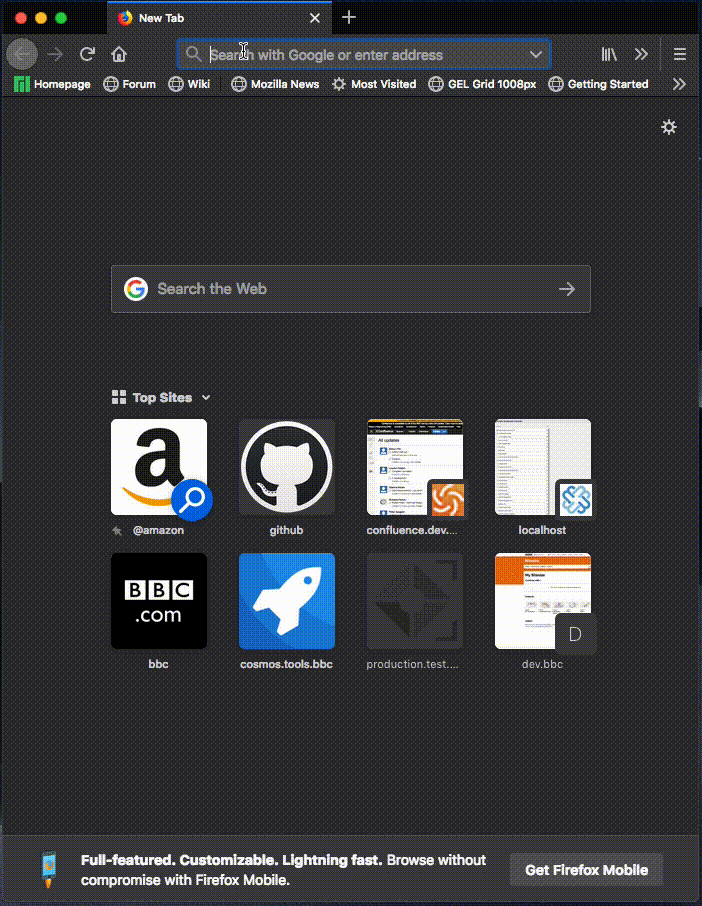 New Tab
Search with Google or enter address
Homepage Forum Wiki Mozilla News Most Visited GEL Grid 1008px Getting Started
Search the Web
Top Sites
a
All updates
@amazon github confluence.dev.... localhost
BBC
.com
D
bbc cosmos.tools.bbc production.test.... dev.bbc
Full-featured. Customizable. Lightning fast. Browse without
compromise with Firefox Mobile.
Get Firefox Mobile